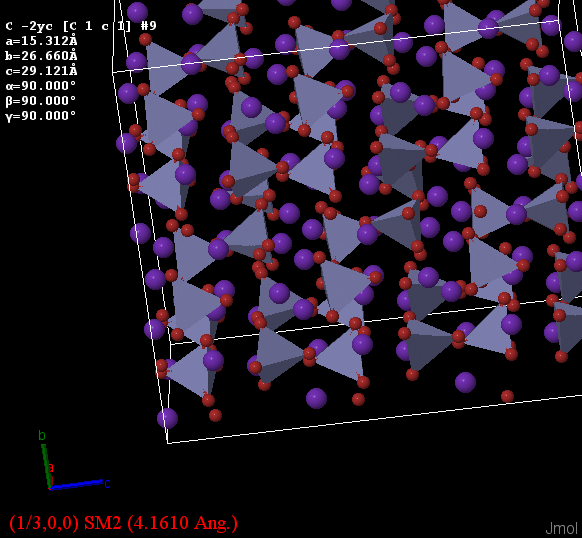 C -2yc [C 1 c 1] #9
a=15.312Å
b=26.660Å
c=29.121Å
α=90.000°
β=90.000°
γ=90.000°
b
a
c
(1/3,0,0) SM2 (4.1610 Ang.)
Jmol